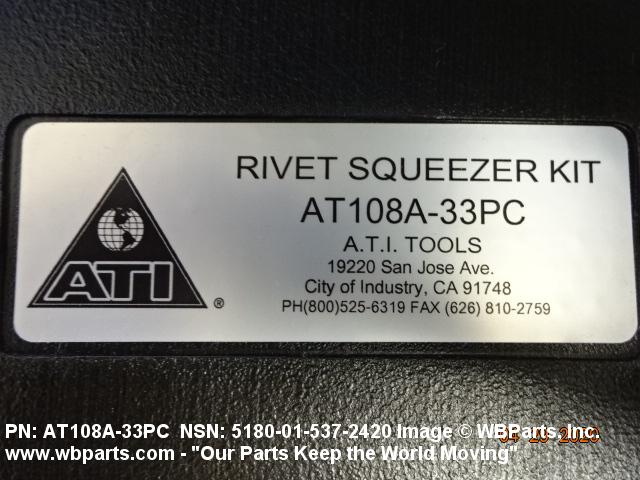 RIVET SQUEEZER KIT
AT108A-33PC
A.T.I. TOOLS
19220 San Jose Ave.
City of Industry, CA 91748
PH(800)525-6319 FAX (626) 810-2759
ATI ®
PN: AT108A-33PC NSN: 5180-01-537-2420 Image © WBParts, Inc.
www.wbparts.com - "Our Parts Keep the World Moving"